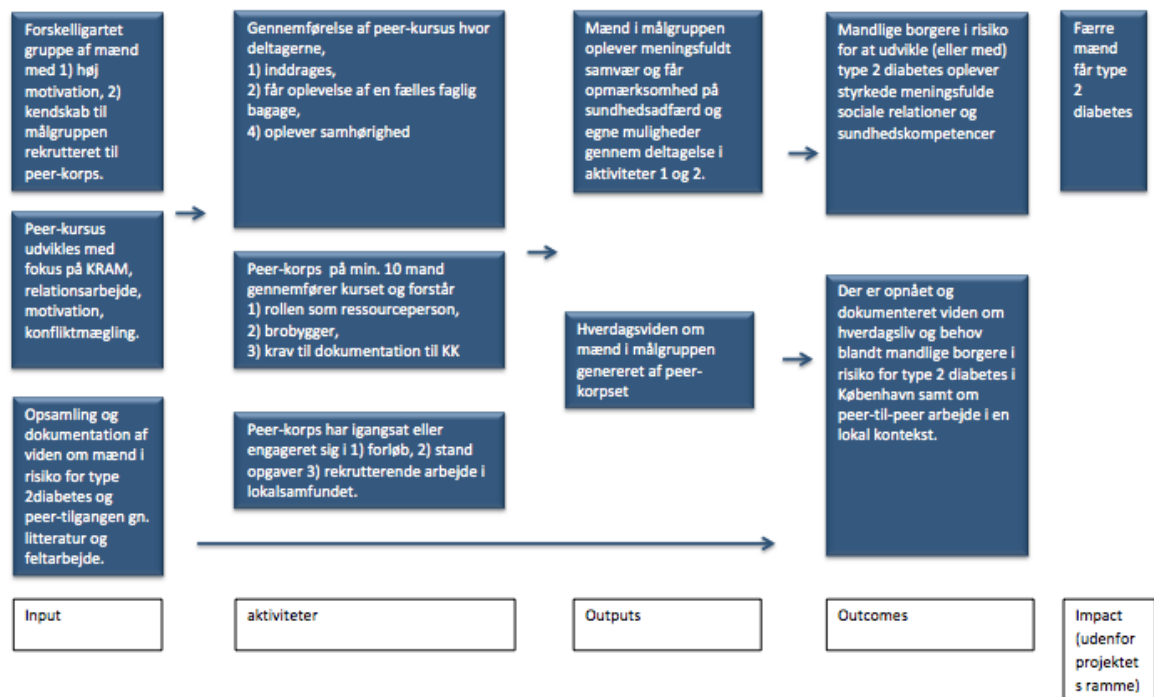 Forskelligartet
gruppe af mænd
med 1) høj
motivation, 2)
kendskab til
målgruppen
rekrutteret til
peer-korps.
Peer-kursus
udvikles med
fokus på KRAM,
relationsarbejde,
motivation,
konfliktmægling.
Opsamling og
dokumentation af
viden om mænd i
risiko for type
2diabetes og
peer-tilgangen gn.
litteratur og
feltarbejde.
Gennemførelse af peer-kursus hvor
deltagerne,
1) inddrages,
2) får oplevelse af en fælles faglig
bagage,
4) oplever samhørighed
Peer-korps på min. 10 mand
gennemfører kurset og forstår
1) rollen som ressourceperson,
2) brobygger,
3) krav til dokumentation til KK
Peer-korps har igangsat eller
engageret sig i 1) forløb, 2) stand
opgaver 3) rekrutterende arbejde i
lokalsamfundet.
Mænd i målgruppen
oplever meningsfuldt
samvær og får
opmærksomhed på
sundhedsadfærd og
egne muligheder
gennem deltagelse i
aktiviteter 1 og 2.
Hverdagsviden om
mænd i målgruppen
genereret af peer-
korpset
Mandlige borgere i risiko
for at udvikle (eller med)
type 2 diabetes oplever
styrkede meningsfulde
sociale relationer og
sundhedskompetencer
Der er opnået og
dokumenteret viden om
hverdagsliv og behov
blandt mandlige borgere i
risiko for type 2 diabetes i
København samt om
peer-til-peer arbejde i en
lokal kontekst.
Færre
mænd
får type
2
diabetes
Input
aktiviteter
Outputs
Outcomes
Impact
(udenfor
projektet
s ramme)